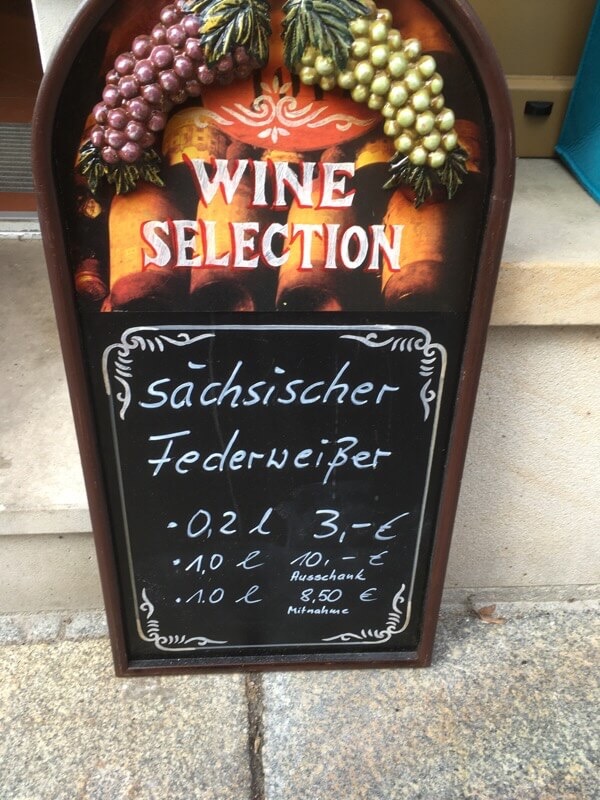 WINE
SELECTION
sächsischer
Federweißer
• 0,2 l 3,– €
• 1,0 l 10,– €
Ausschank
• 1.0 l 8,50 €
Mitnahme